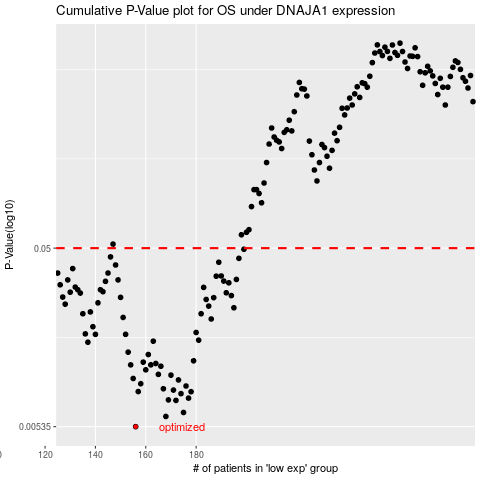 Cumulative P-Value plot for OS under DNAJA1 expression
P-Value(log10)
0.05
0.00535
optimized
0 120 140 160 180
# of patients in 'low exp' group